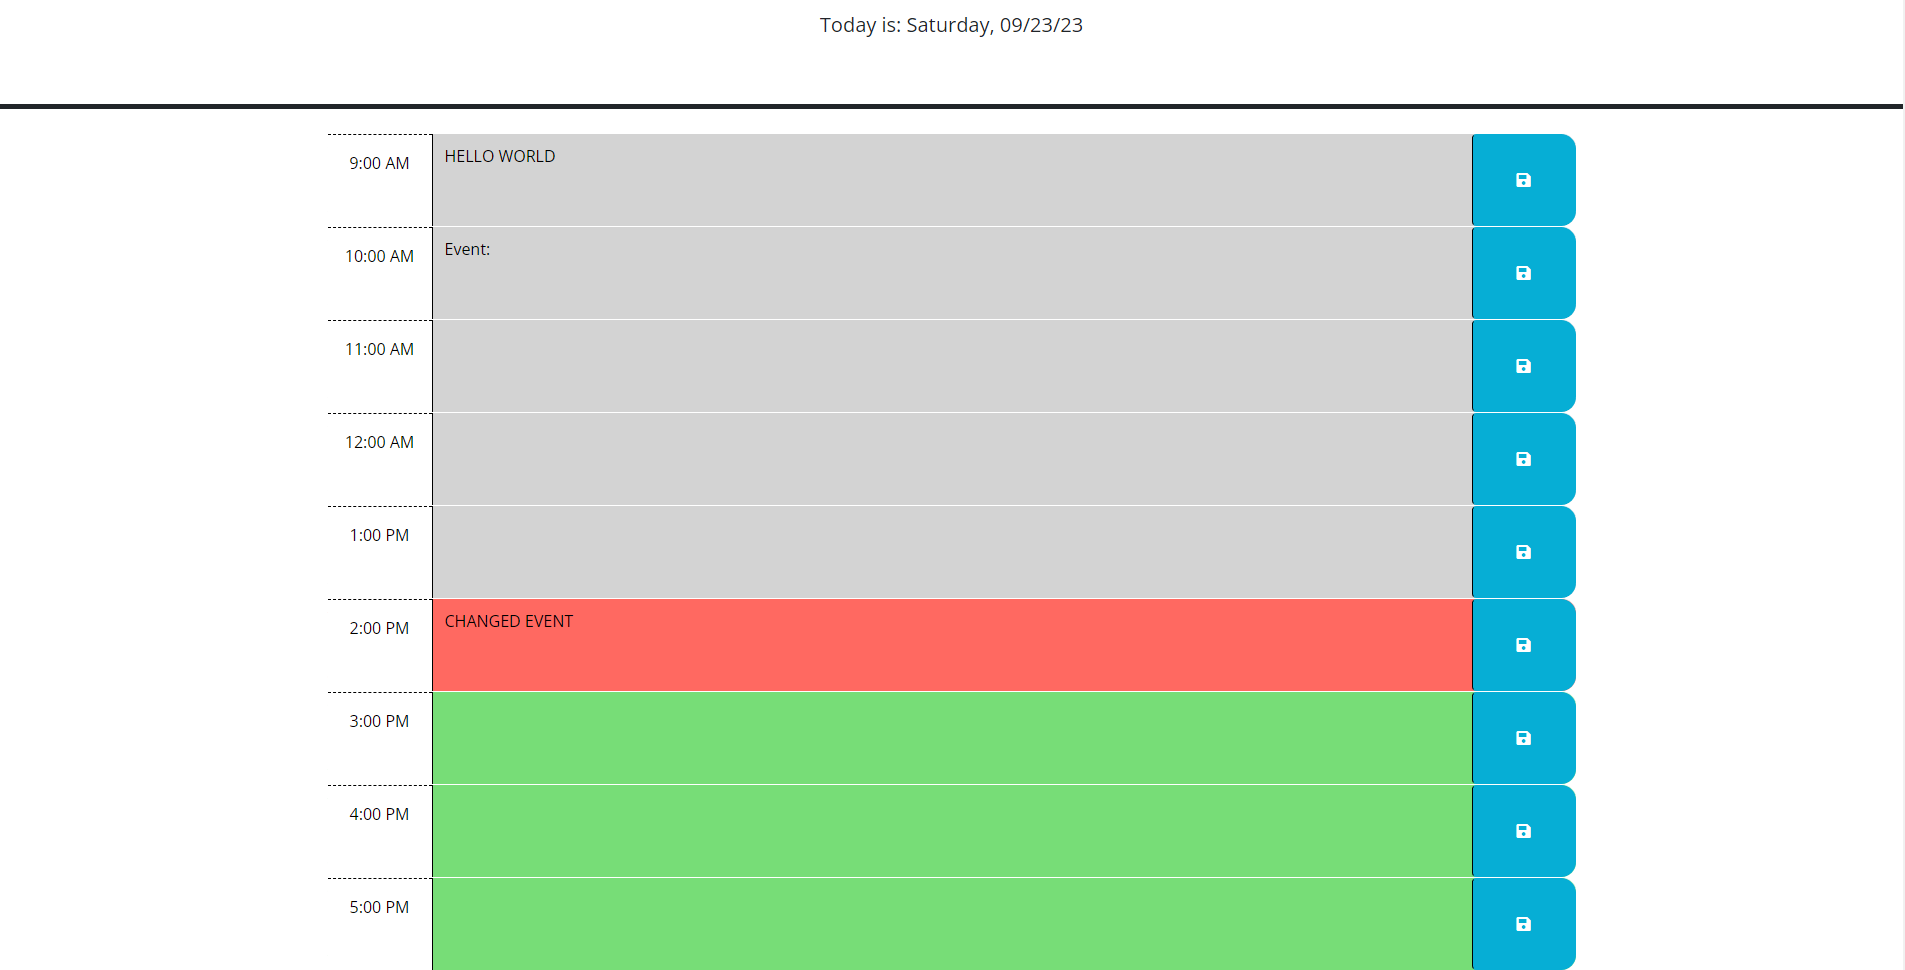 Today is: Saturday, 09/23/23
9:00 AM
HELLO WORLD
10:00 AM
Event:
11:00 AM
12:00 AM
1:00 PM
2:00 PM
CHANGED EVENT
3:00 PM
4:00 PM
5:00 PM